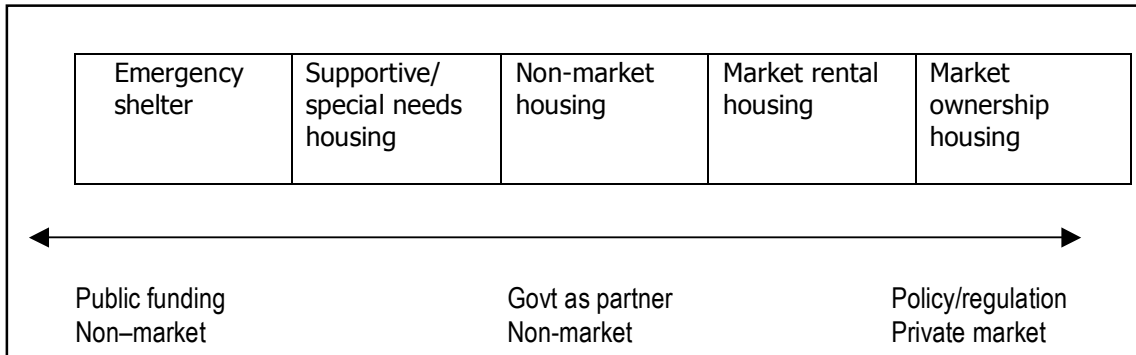 Emergency
shelter
Supportive/
special needs
housing
Non-market
housing
Market rental
housing
Market
ownership
housing
Public funding
Non–market
Govt as partner
Non-market
Policy/regulation
Private market